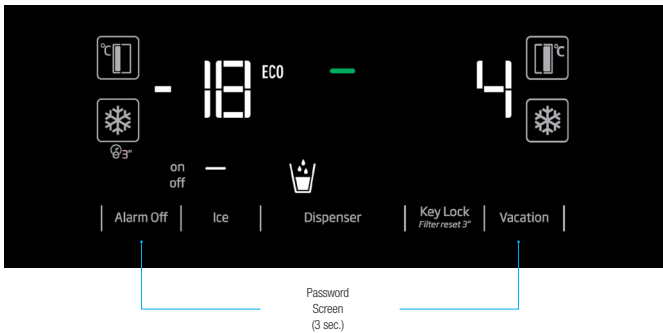 °C
-18 ECO
4
°C
3"
on
off
Alarm Off
Ice
Dispenser
Key Lock
Filter reset 3"
Vacation
Password
Screen
(3 sec.)